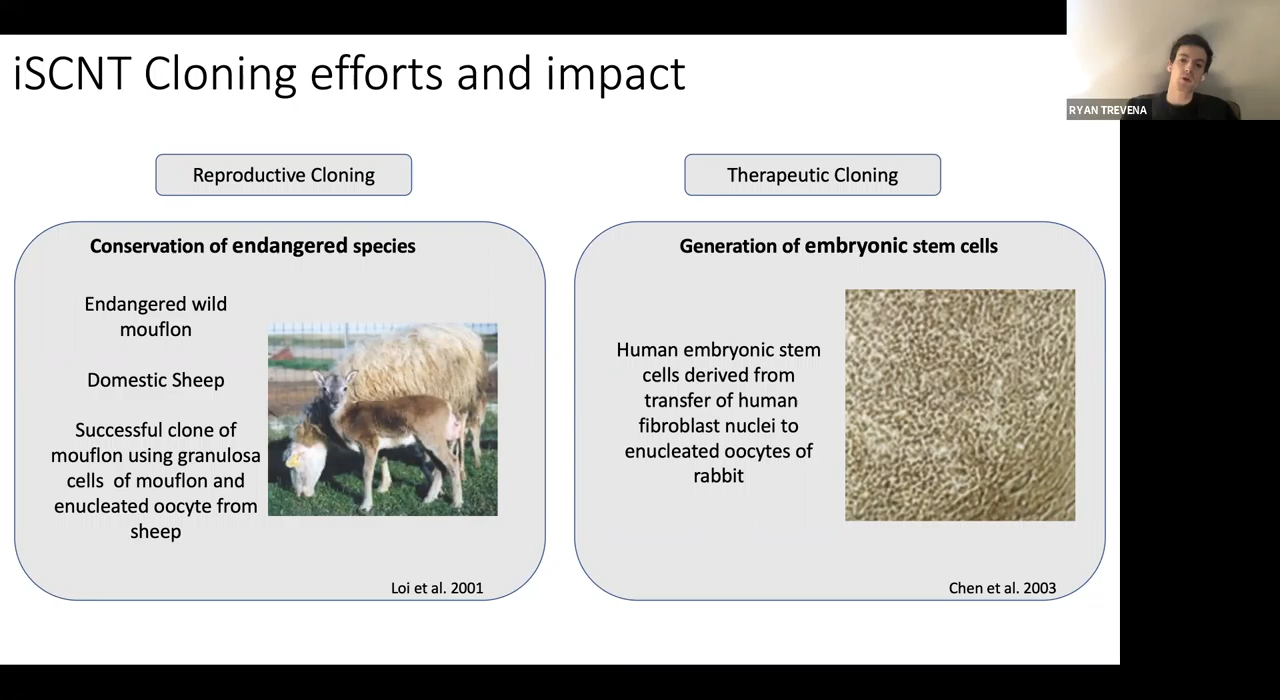 iSCNT Cloning efforts and impact
RYAN TREVENA
Reproductive Cloning
Conservation of endangered species
Endangered wild
mouflon
Domestic Sheep
Successful clone of
mouflon using granulosa
cells of mouflon and
enucleated oocyte from
sheep
Loi et al. 2001
Therapeutic Cloning
Generation of embryonic stem cells
Human embryonic stem
cells derived from
transfer of human
fibroblast nuclei to
enucleated oocytes of
rabbit
Chen et al. 2003